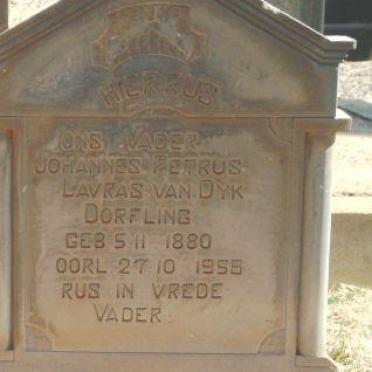 HIER RUS
ONS VADER
JOHANNES PETRUS
LAVRAS VAN DYK
DORFLING
GEB 5 11 1880
OORL 27 10 1958
RUS IN VREDE
VADER